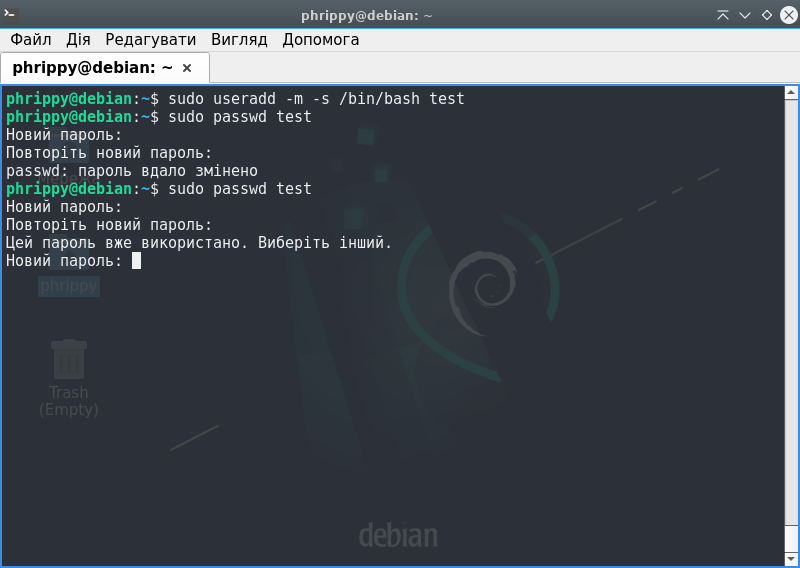 phrippy@debian: ~
Файл Дія Редагувати Вигляд Допомога
phrippy@debian: ~ ×
phrippy@debian:~$ sudo useradd -m -s /bin/bash test
phrippy@debian:~$ sudo passwd test
Новий пароль:
Повторіть новий пароль:
passwd: пароль вдало змінено
phrippy@debian:~$ sudo passwd test
Новий пароль:
Повторіть новий пароль:
Цей пароль вже використано. Виберіть інший.
Новий пароль:
phrippy
Trash
(Empty)
debian